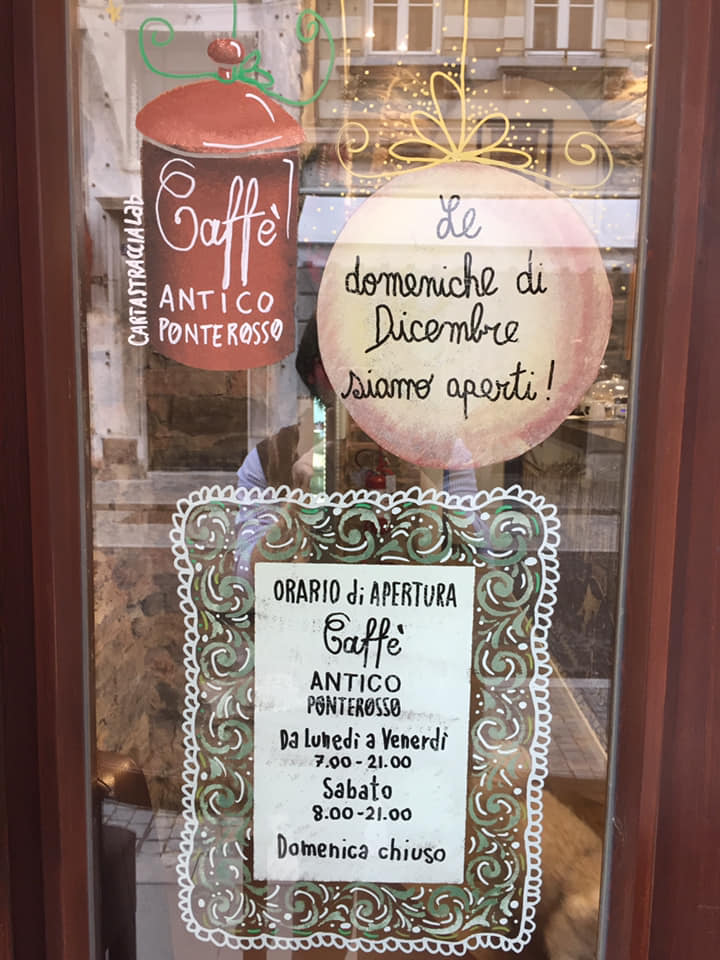 Caffè
ANTICO
PONTEROSSO
CARTASTRACCIALab
Le
domeniche di
Dicembre
siamo aperti!
ORARIO di APERTURA
Caffè
ANTICO
PONTEROSSO
Da Lunedì a Venerdì
7.00-21.00
Sabato
8.00-21.00
Domenica chiuso